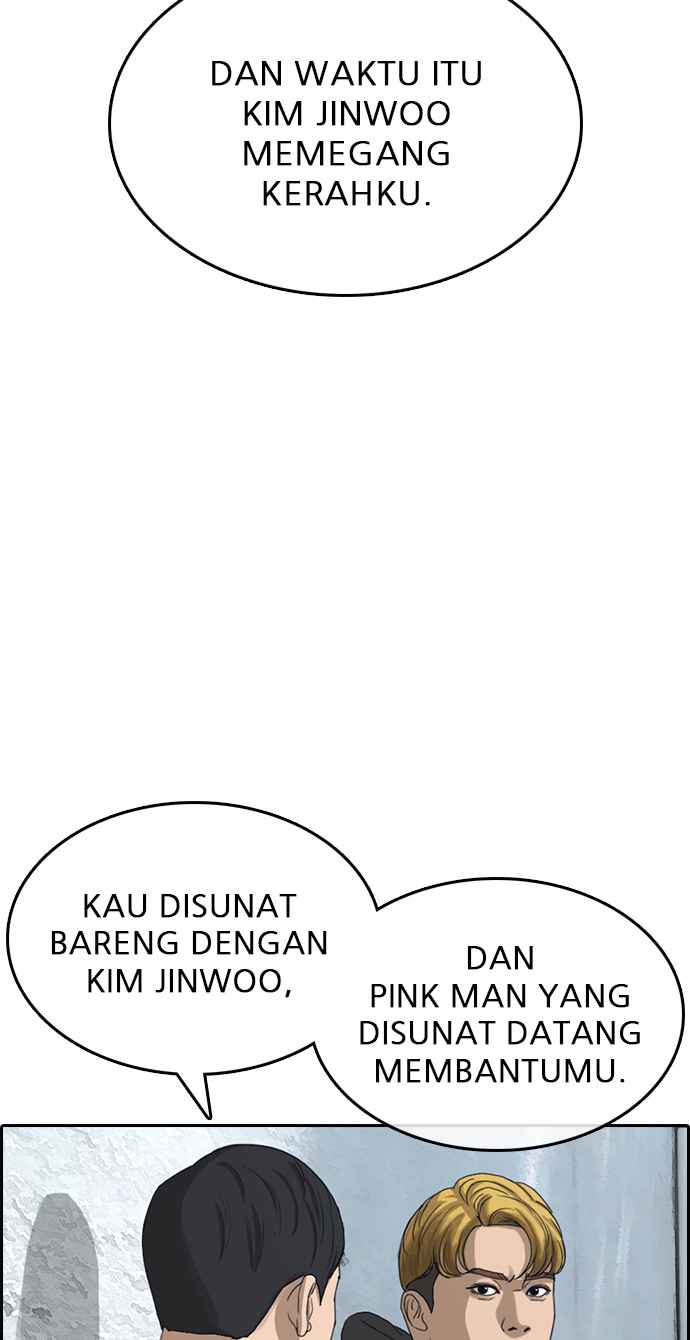 DAN WAKTU ITU
KIM JINWOO
MEMEGANG
KERAHKU.
KAU DISUNAT
BARENG DENGAN
KIM JINWOO,
DAN
PINK MAN YANG
DISUNAT DATANG
MEMBANTUMU.